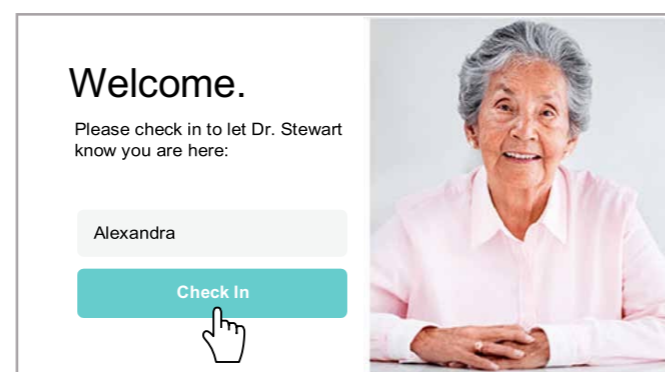 Welcome.
Please check in to let Dr. Stewart
know you are here:
Alexandra
Check In